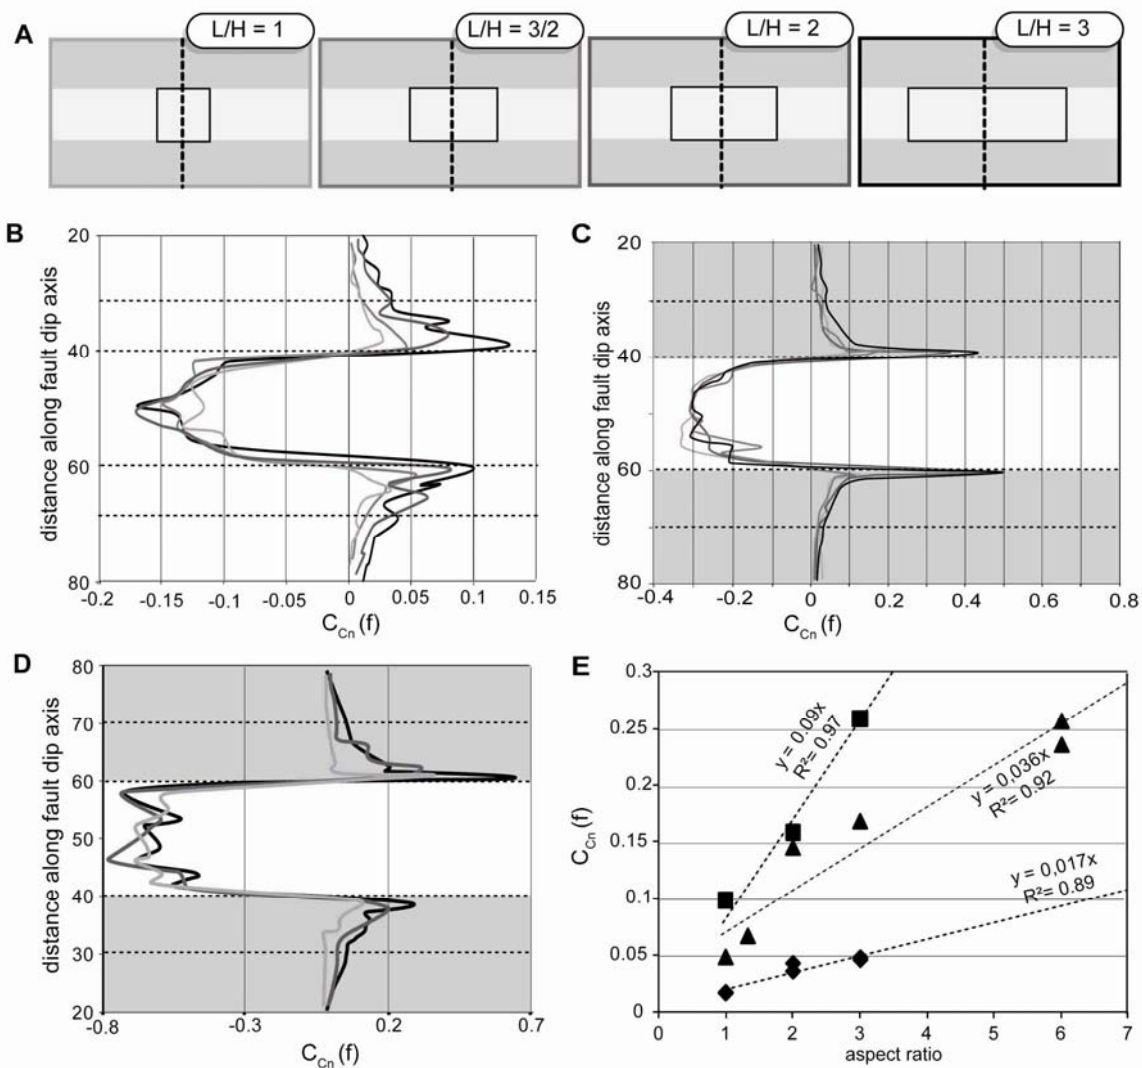 A
L/H = 1
L/H = 3/2
L/H = 2
L/H = 3
B
distance along fault dip axis
20
40
60
80
-0.2
-0.15
-0.1
-0.05
0
0.05
0.1
0.15
C_Cn (f)
C
distance along fault dip axis
20
40
60
80
-0.4
-0.2
0
0.2
0.4
0.6
0.8
C_Cn (f)
D
distance along fault dip axis
80
70
60
50
40
30
20
-0.8
-0.3
0.2
0.7
C_Cn (f)
E
C_Cn (f)
0.3
0.25
0.2
0.15
0.1
0.05
0
y = 0.09x
R²= 0.97
y = 0,036x
R²= 0.92
y = 0,017x
R²= 0.89
0
1
2
3
4
5
6
7
aspect ratio